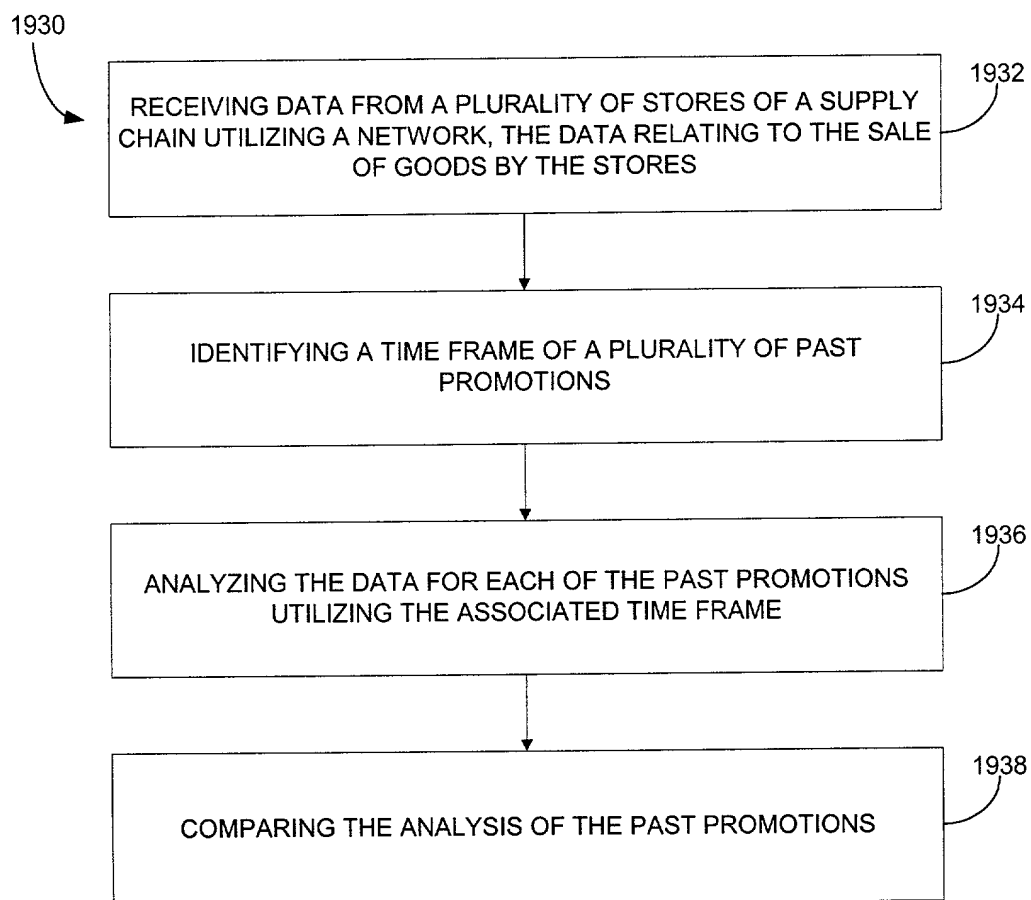 1930
1932
RECEIVING DATA FROM A PLURALITY OF STORES OF A SUPPLY
CHAIN UTILIZING A NETWORK, THE DATA RELATING TO THE SALE
OF GOODS BY THE STORES
1934
IDENTIFYING A TIME FRAME OF A PLURALITY OF PAST
PROMOTIONS
1936
ANALYZING THE DATA FOR EACH OF THE PAST PROMOTIONS
UTILIZING THE ASSOCIATED TIME FRAME
1938
COMPARING THE ANALYSIS OF THE PAST PROMOTIONS